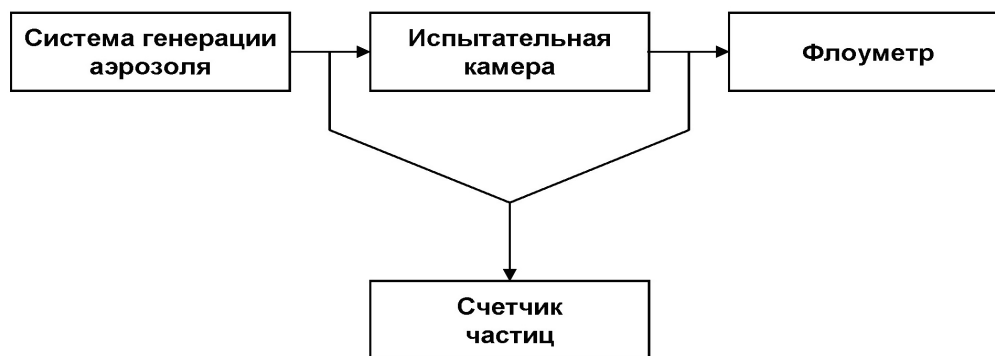 Система генерации
аэрозоля
Испытательная
камера
Флоуметр
Счетчик
частиц